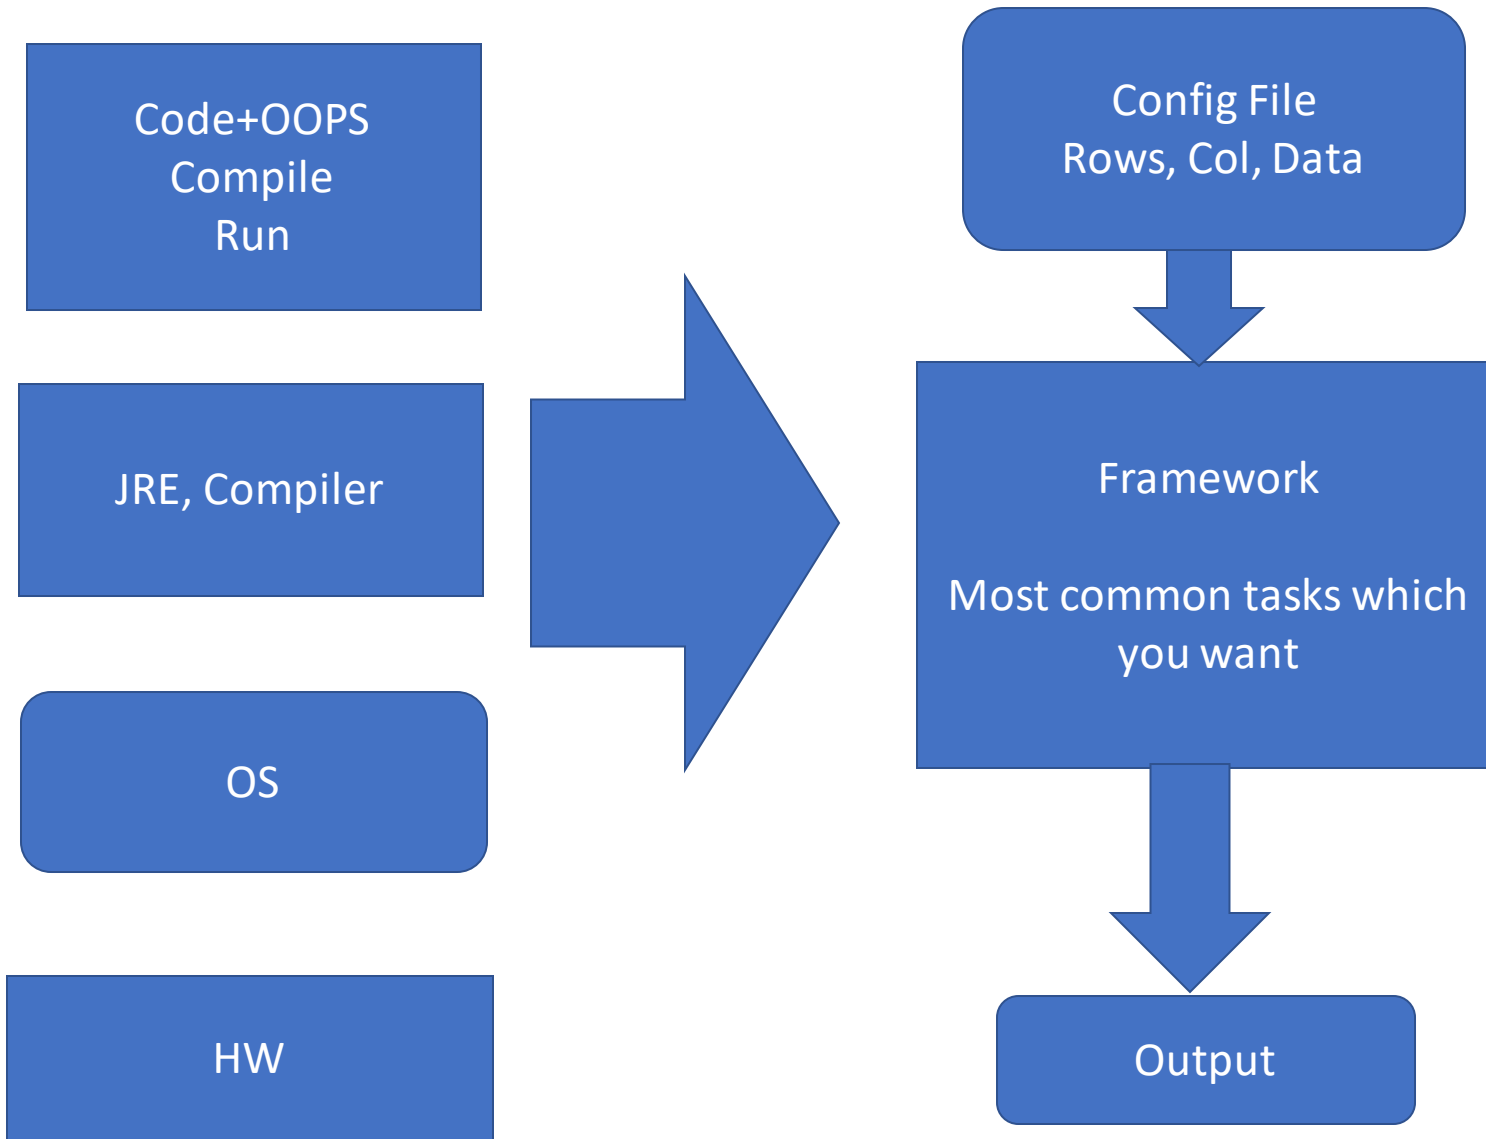 Code+OOPS
Compile
Run
JRE, Compiler
OS
HW
Config File
Rows, Col, Data
Framework
Most common tasks which
you want
Output